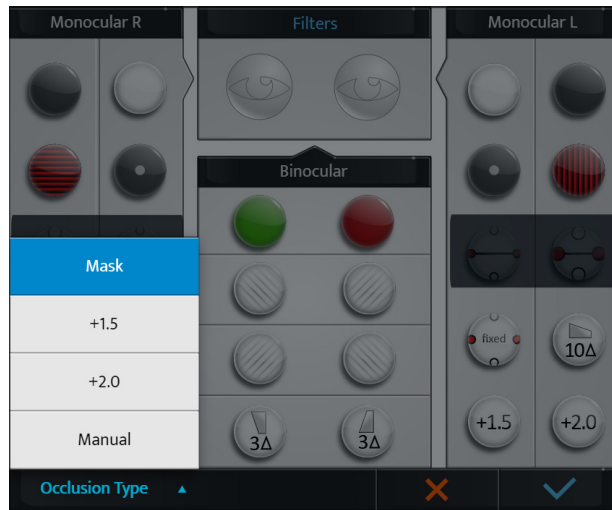 Monocular R
Filters
Monocular L
Binocular
Mask
+1.5
+2.0
Manual
3Δ
3Δ
fixed
10Δ
+1.5
+2.0
Occlusion Type